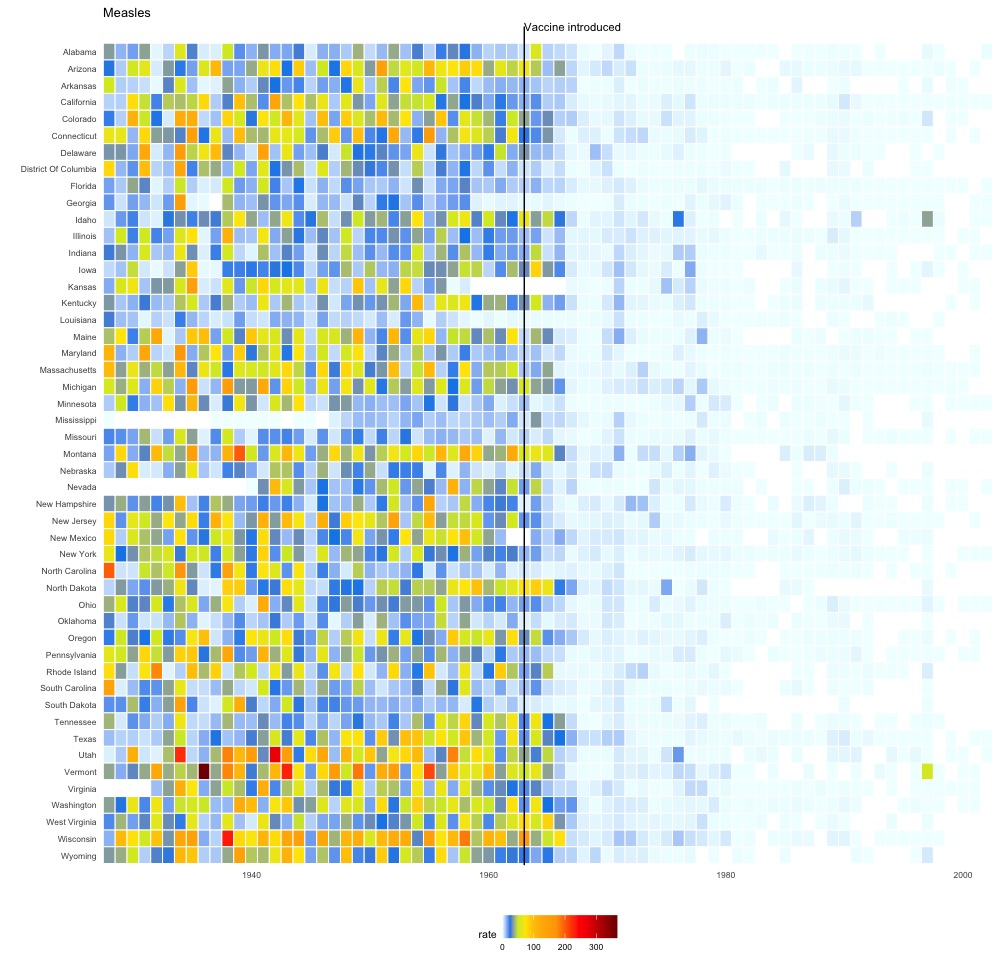 Measles
Vaccine introduced
Alabama
Arizona
Arkansas
California
Colorado
Connecticut
Delaware
District Of Columbia
Florida
Georgia
Idaho
Illinois
Indiana
Iowa
Kansas
Kentucky
Louisiana
Maine
Maryland
Massachusetts
Michigan
Minnesota
Mississippi
Missouri
Montana
Nebraska
Nevada
New Hampshire
New Jersey
New Mexico
New York
North Carolina
North Dakota
Ohio
Oklahoma
Oregon
Pennsylvania
Rhode Island
South Carolina
South Dakota
Tennessee
Texas
Utah
Vermont
Virginia
Washington
West Virginia
Wisconsin
Wyoming
1940 1960 1980 2000
rate
0 100 200 300